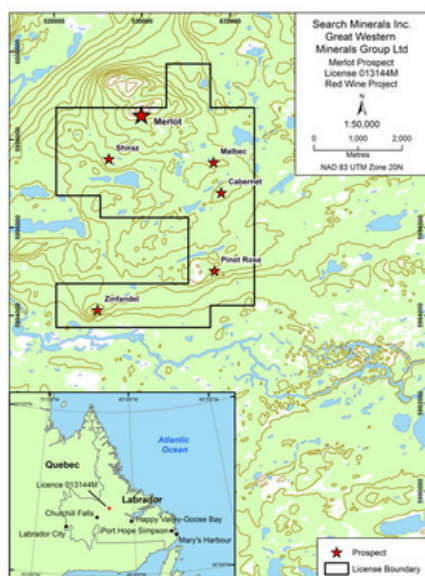 Search Minerals Inc.
Great Western
Minerals Group Ltd
Merlot Prospect
License 013144M
Red Wine Project
N
1:50,000
0 1,000 2,000
Metres
NAD 83 UTM Zone 20N
Merlot
Shiraz
Malbec
Cabernet
Pinot Rose
Zinfandel
Atlantic
Ocean
Quebec
Licence 013144M
Labrador
Churchill Falls
Happy Valley-Goose Bay
Labrador City
Port Hope Simpson
Mary's Harbour
Prospect
License Boundary